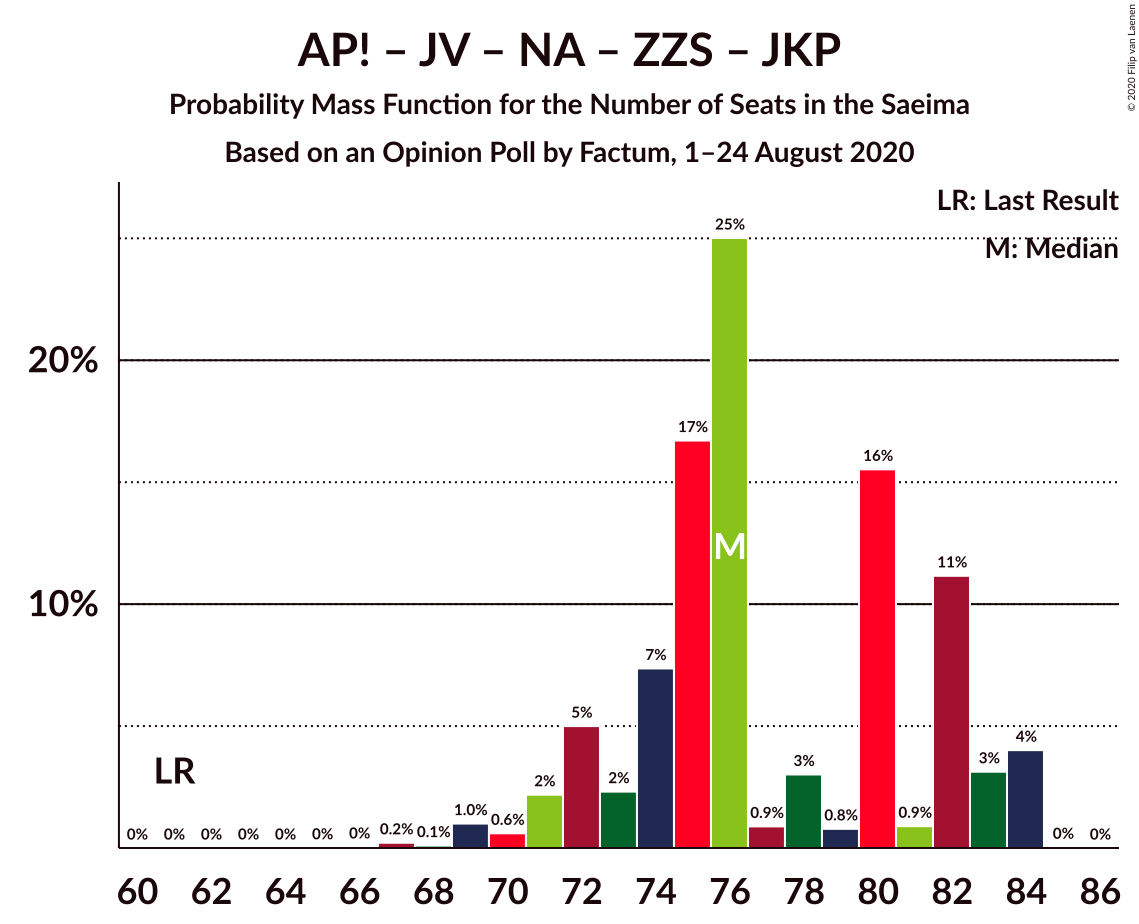 AP! – JV – NA – ZZS – JKP
Probability Mass Function for the Number of Seats in the Saeima
Based on an Opinion Poll by Factum, 1–24 August 2020
© 2020 Filip van Laenen
LR: Last Result
M: Median
25%
20%
17%
16%
M
11%
10%
7%
5%
4%
LR
3%
3%
2%
2%
1.0%
0.6%
0.9%
0.8%
0.9%
0% 0% 0% 0% 0% 0% 0% 0.2% 0.1% 0% 0%
60 62 64 66 68 70 72 74 76 78 80 82 84 86